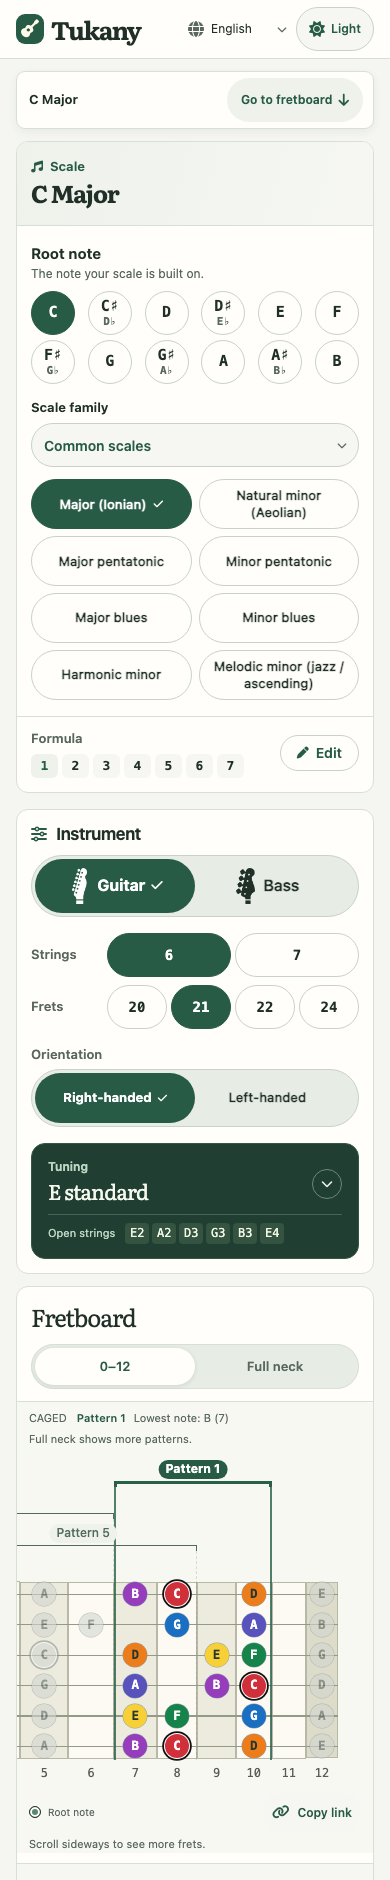 Tukany
English
Light
C Major
Go to fretboard
Scale
C Major
Root note
The note your scale is built on.
C C♯ D♭ D D♯ E♭ E F
F♯ G♭ G G♯ A♭ A A♯ B♭ B
Scale family
Common scales
Major (Ionian)
Natural minor
(Aeolian)
Major pentatonic
Minor pentatonic
Major blues
Minor blues
Harmonic minor
Melodic minor (jazz /
ascending)
Formula
1 2 3 4 5 6 7
Edit
Instrument
Guitar
Bass
Strings 6 7
Frets 20 21 22 24
Orientation
Right-handed
Left-handed
Tuning
E standard
Open strings E2 A2 D3 G3 B3 E4
Fretboard
0–12
Full neck
CAGED Pattern 1 Lowest note: B (7)
Full neck shows more patterns.
Pattern 1
Pattern 5
A B C D E
E F G A B
C D E F G
G A B C D
D E F G A
A B C D E
5 6 7 8 9 10 11 12
Root note
Copy link
Scroll sideways to see more frets.